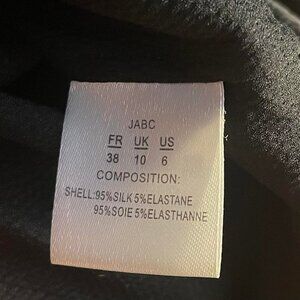 JABC
FR UK US
38 10 6
COMPOSITION:
SHELL:95%SILK 5%ELASTANE
95%SOIE 5%ELASTHANNE